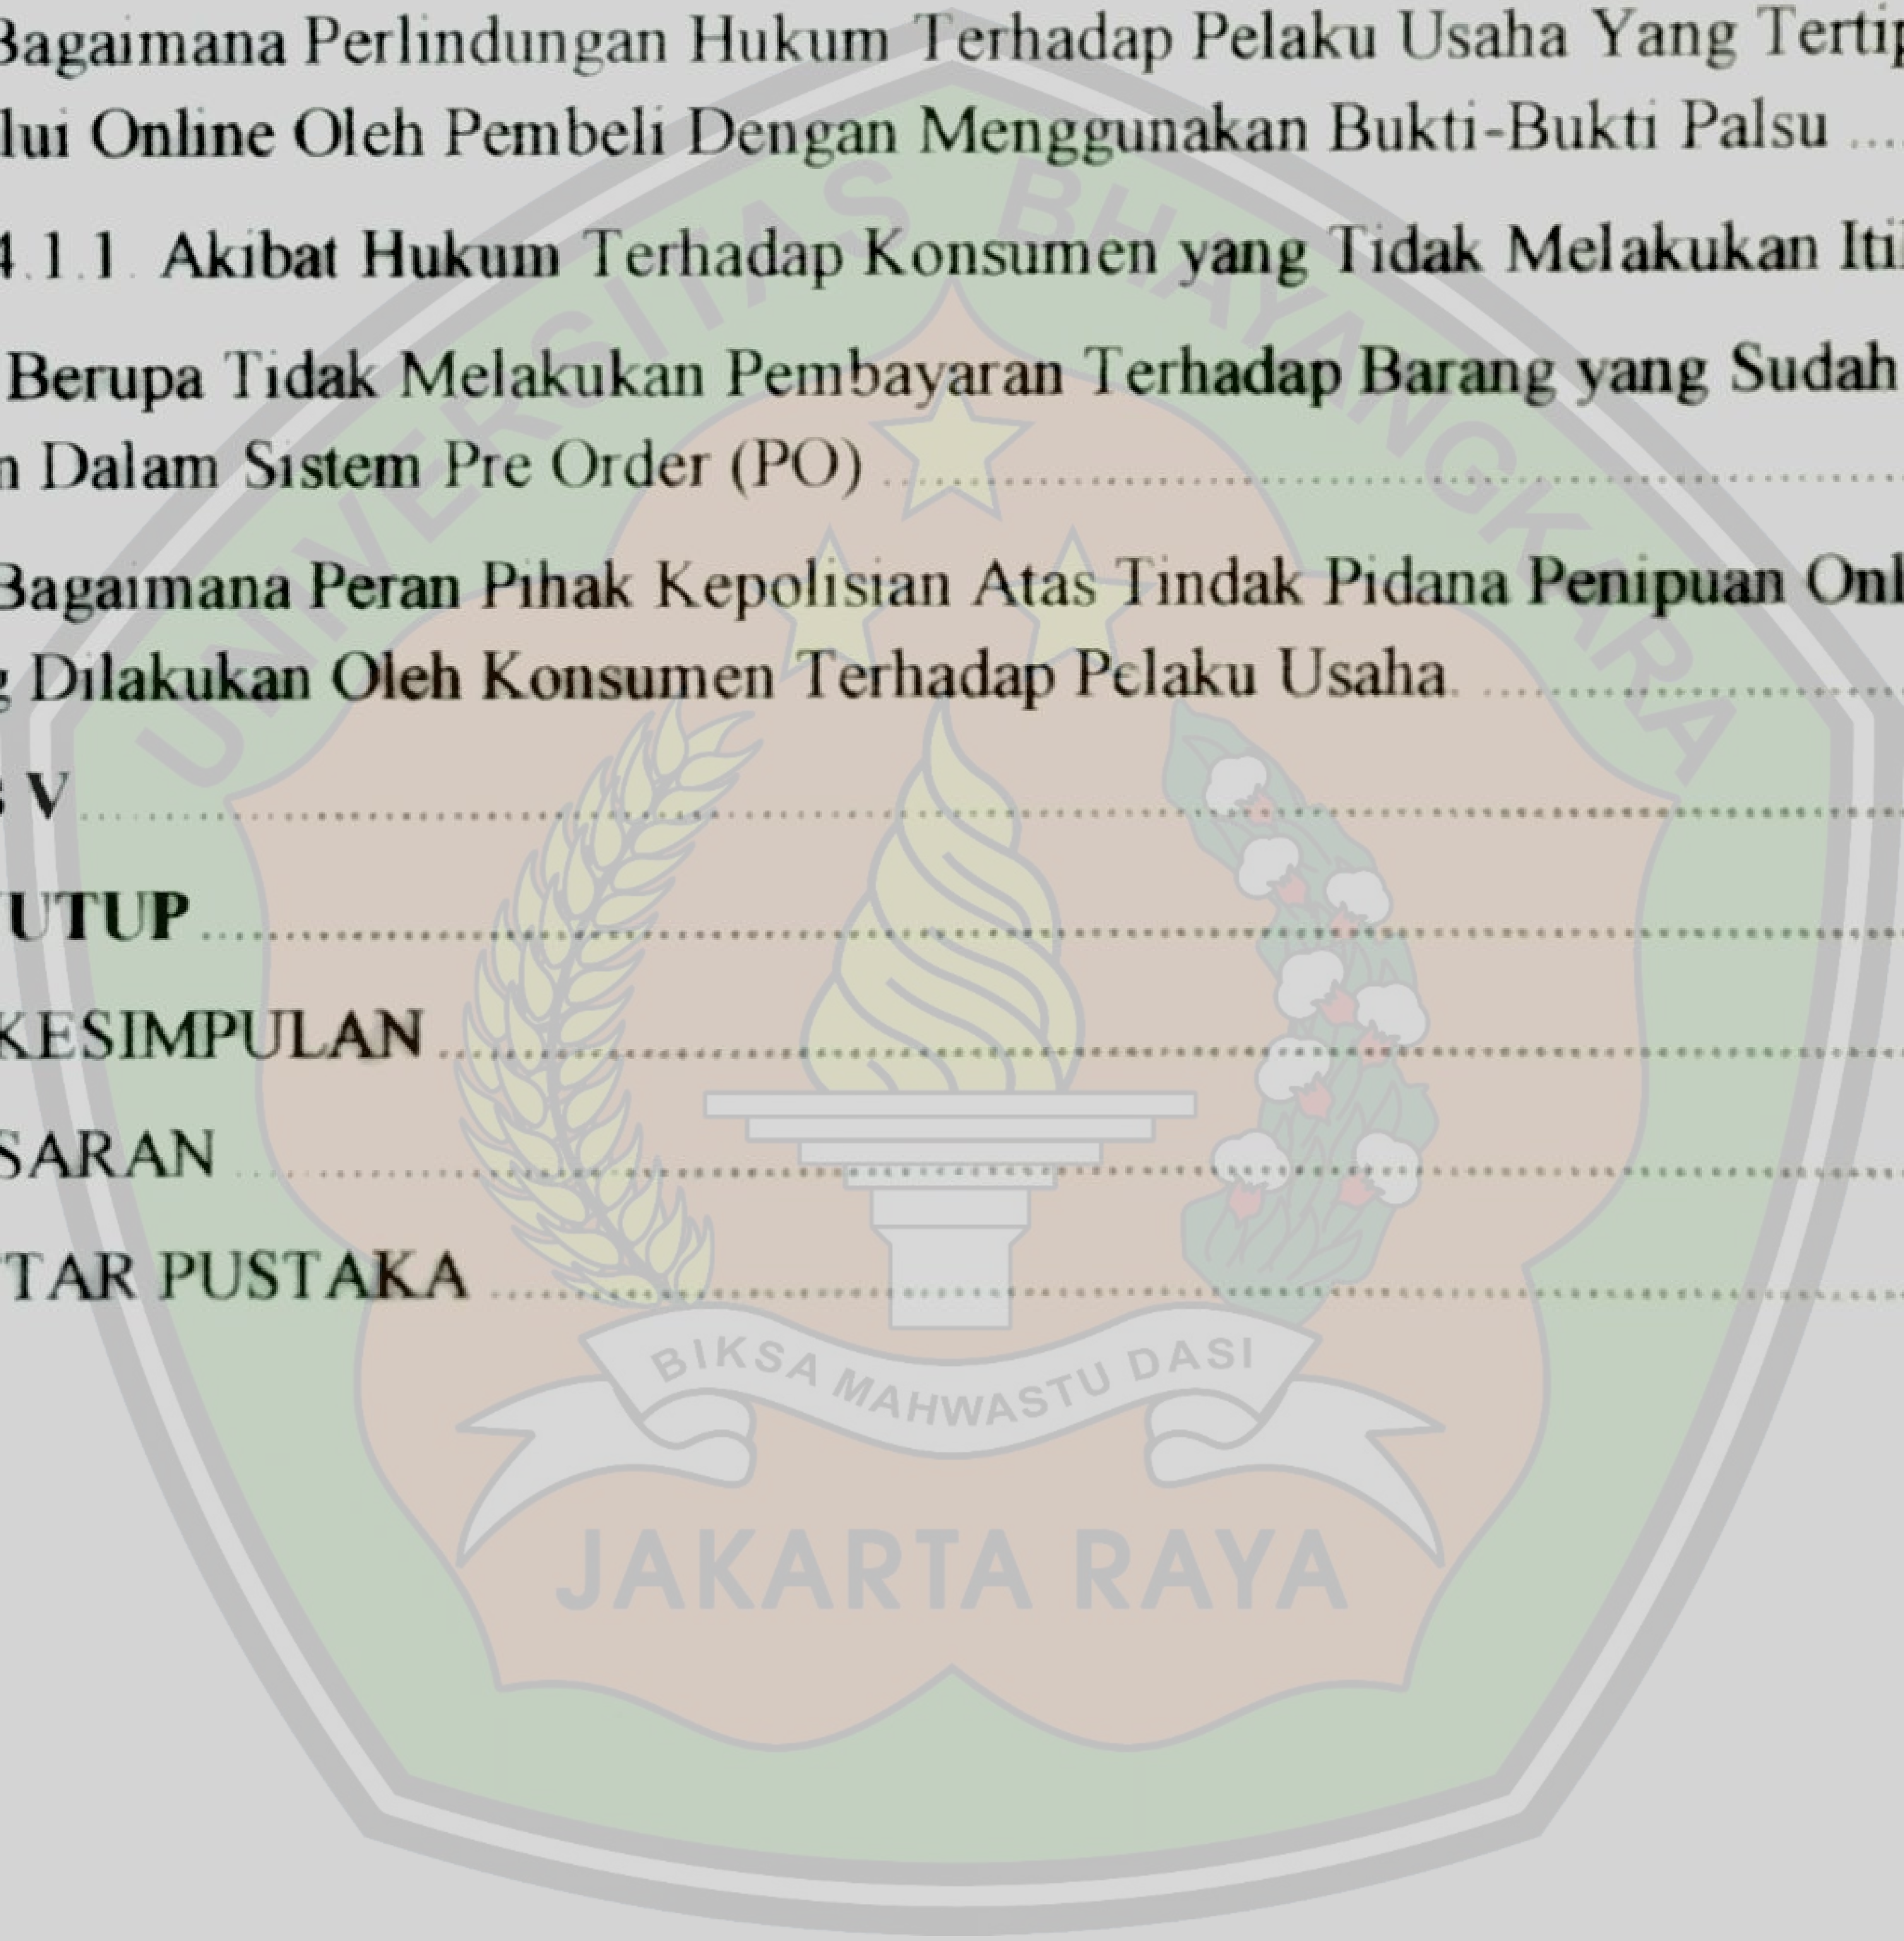 Bagaimana Perlindungan Hukum Terhadap Pelaku Usaha Yang Tertip
lui Online Oleh Pembeli Dengan Menggunakan Bukti-Bukti Palsu ....
4.1.1. Akibat Hukum Terhadap Konsumen yang Tidak Melakukan Iti
Berupa Tidak Melakukan Pembayaran Terhadap Barang yang Sudah
n Dalam Sistem Pre Order (PO) ....................
Bagaimana Peran Pihak Kepolisian Atas Tindak Pidana Penipuan Onl
g Dilakukan Oleh Konsumen Terhadap Pelaku Usaha. ....................
V ....................
UTUP ....................
KESIMPULAN ....................
SARAN ....................
TAR PUSTAKA ....................
UNIVERSITAS BHAYANGKARA
BIKSA MAHWASTU DASI
JAKARTA RAYA